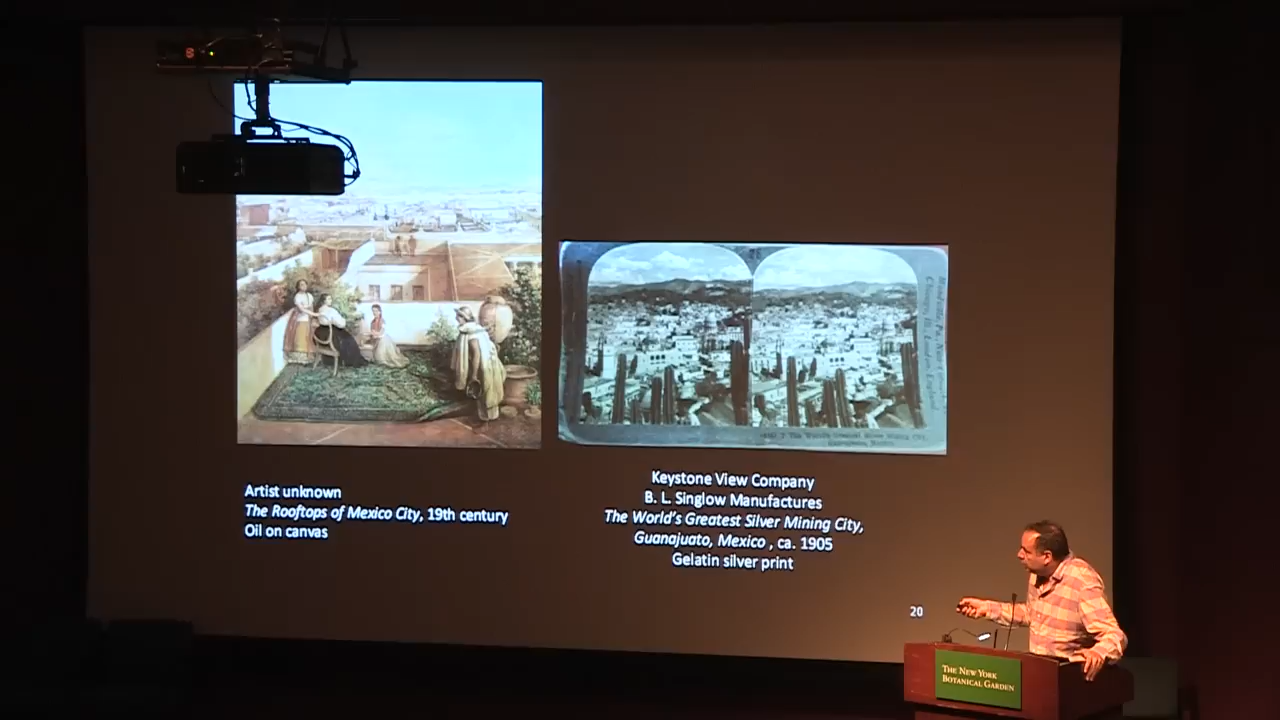 Artist unknown
The Rooftops of Mexico City, 19th century
Oil on canvas
Keystone View Company
B. L. Singlow Manufactures
The World's Greatest Silver Mining City,
Guanajuato, Mexico , ca. 1905
Gelatin silver print
20
THE NEW YORK
BOTANICAL GARDEN